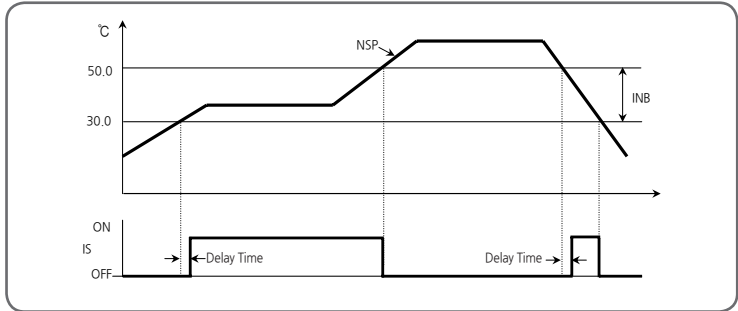 ℃
NSP
50.0
INB
30.0
ON
IS
Delay Time
Delay Time
OFF